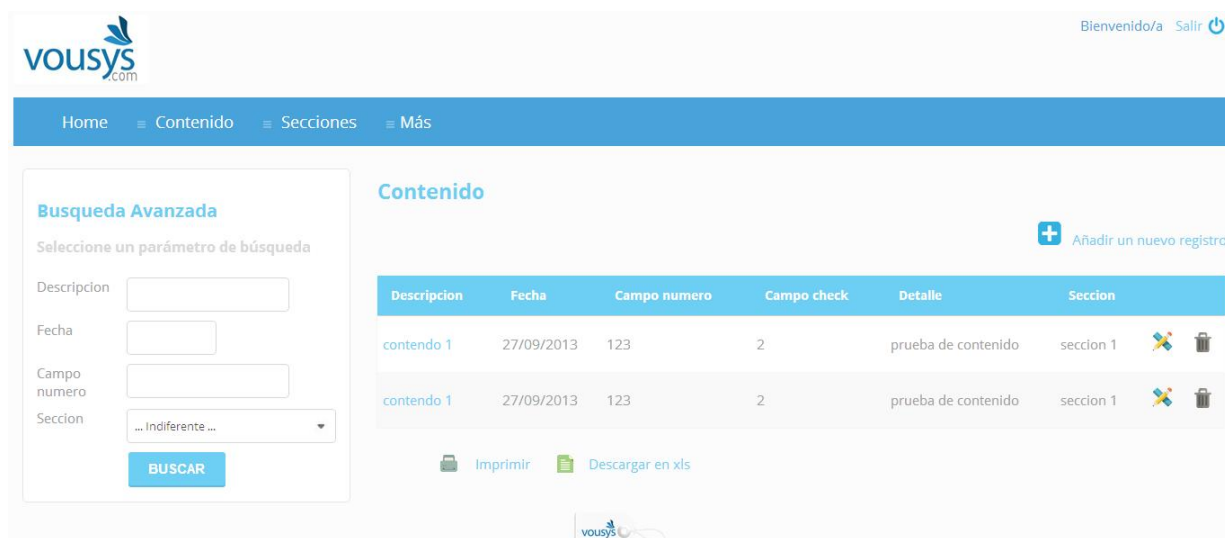 vousys
.com
Bienvenido/a Salir
Home Contenido Secciones Más
Busqueda Avanzada
Seleccione un parámetro de búsqueda
Descripcion
Fecha
Campo numero
Seccion ... Indiferente ...
BUSCAR
Contenido
Añadir un nuevo registro
Descripcion Fecha Campo numero Campo check Detalle Seccion
contendo 1 27/09/2013 123 2 prueba de contenido seccion 1
contendo 1 27/09/2013 123 2 prueba de contenido seccion 1
Imprimir Descargar en xls
vousys